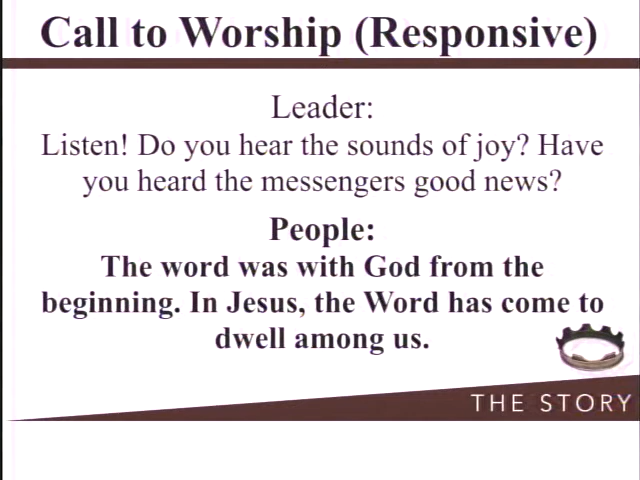 Call to Worship (Responsive)
Leader:
Listen! Do you hear the sounds of joy? Have
you heard the messengers good news?
People:
The word was with God from the
beginning. In Jesus, the Word has come to
dwell among us.
THE STORY